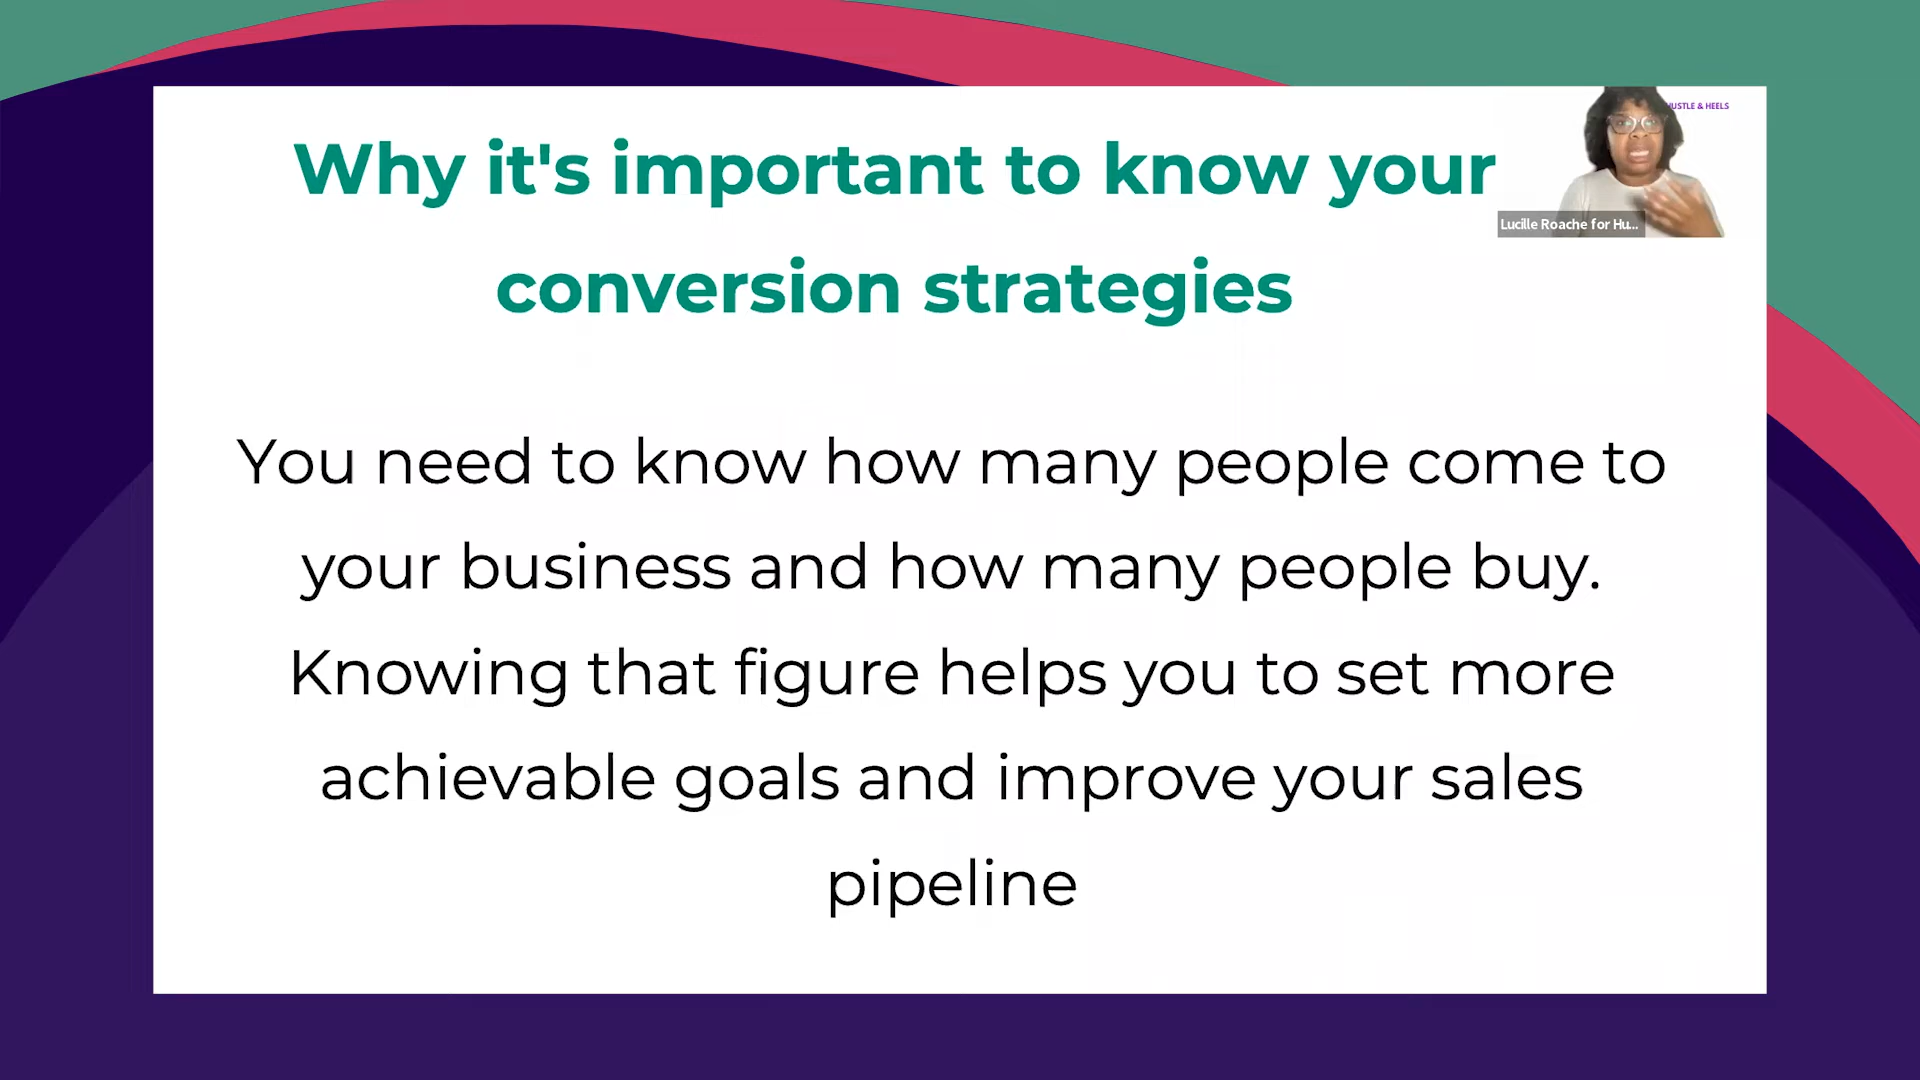 Why it's important to know your
conversion strategies
HUSTLE & HEELS
Lucille Roache for Hu...
You need to know how many people come to
your business and how many people buy.
Knowing that figure helps you to set more
achievable goals and improve your sales
pipeline